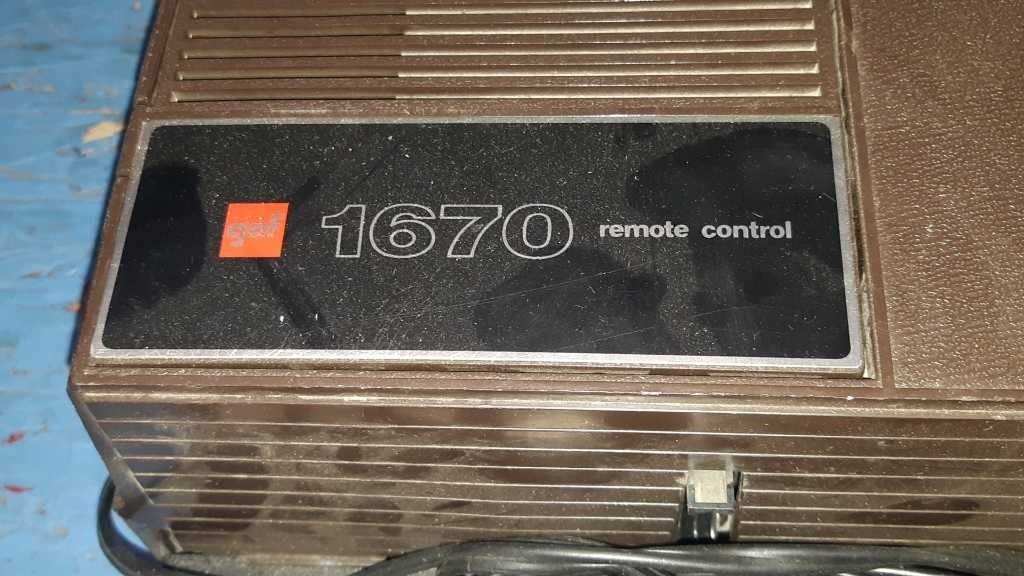 gaf 1670 remote control